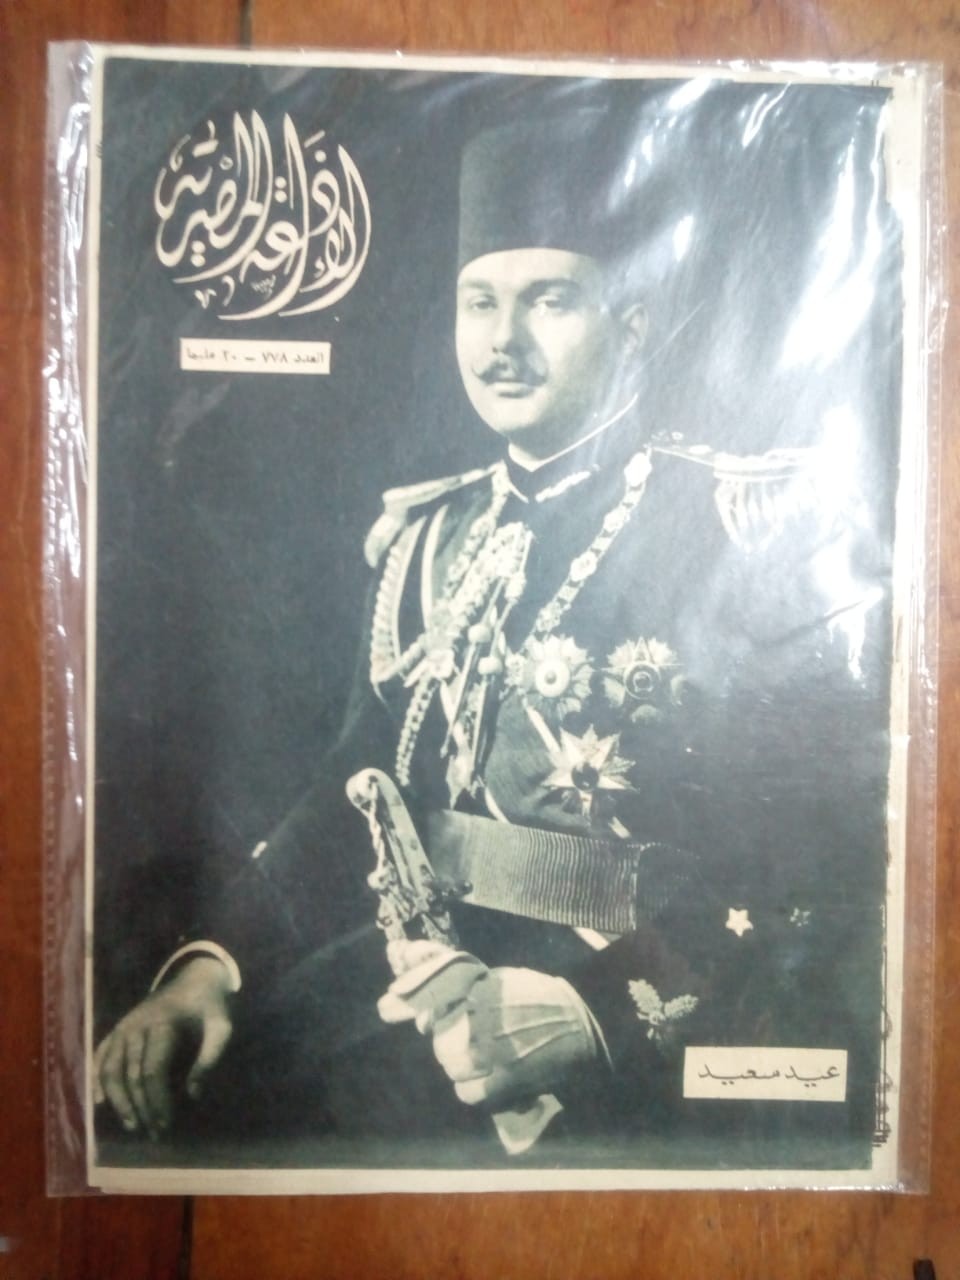 الإذاعة المصرية
العدد ٧٧٨ - ٢٠ مليما
عيد سعيد